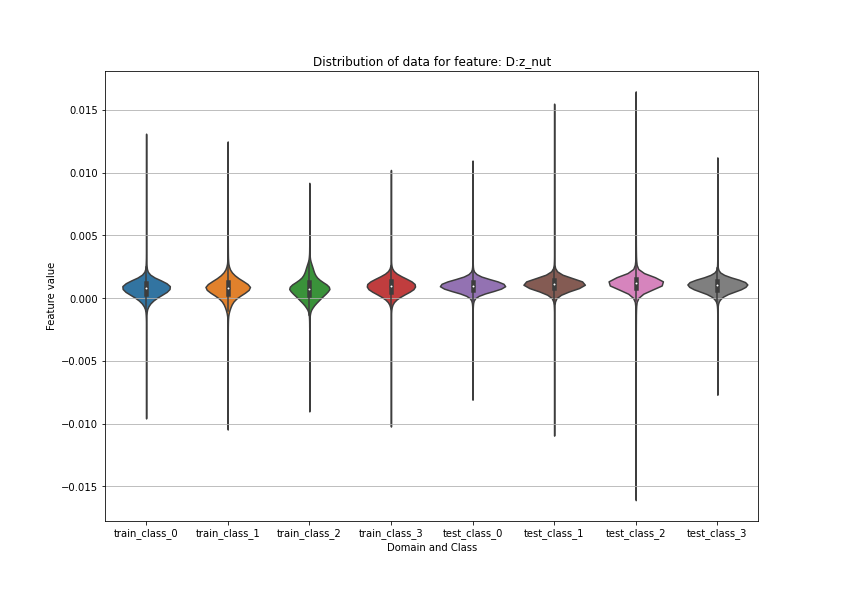 Distribution of data for feature: D:z_nut
Feature value
0.015
0.010
0.005
0.000
−0.005
−0.010
−0.015
train_class_0 train_class_1 train_class_2 train_class_3 test_class_0 test_class_1 test_class_2 test_class_3
Domain and Class